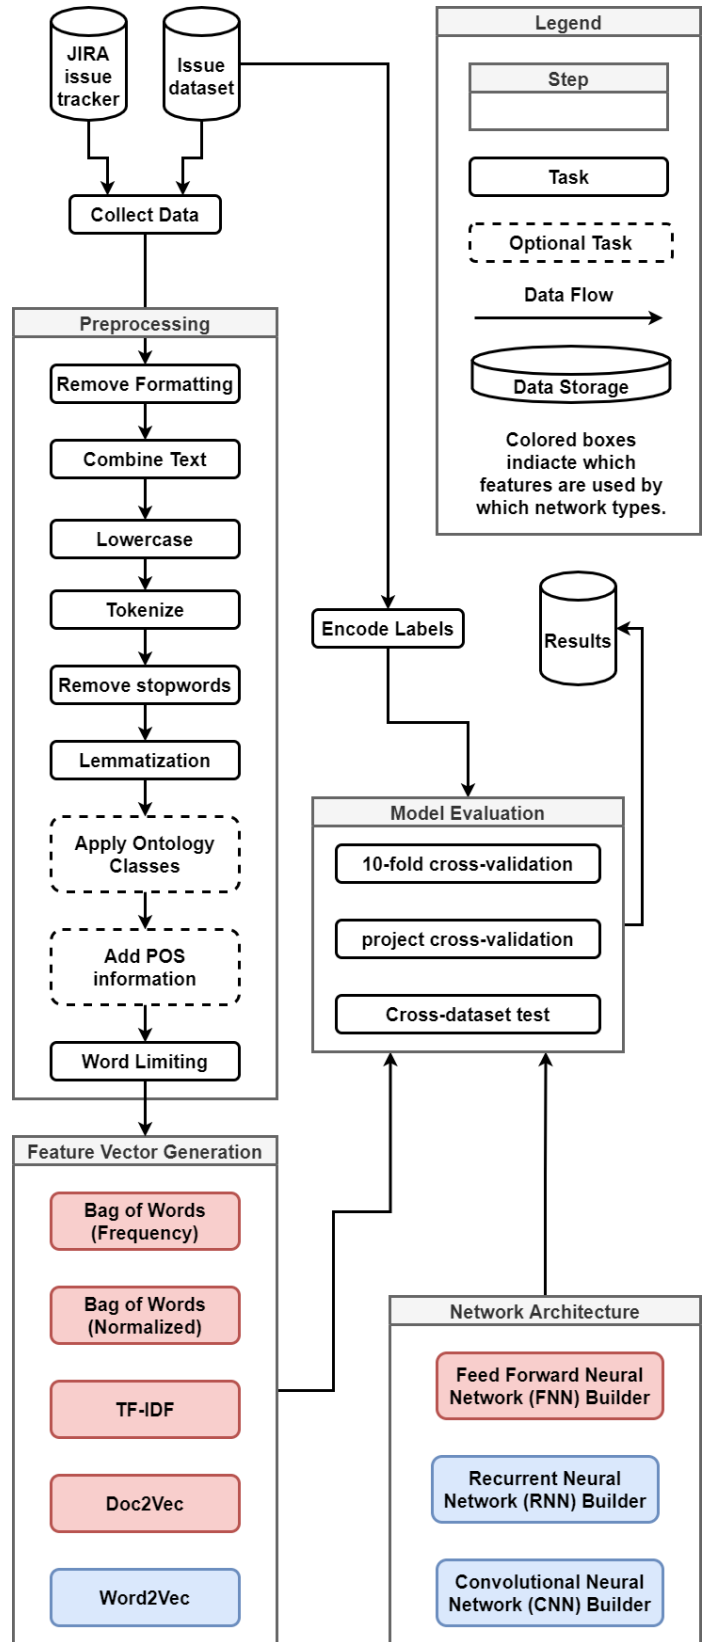 JIRA
issue
tracker
Issue
dataset
Collect Data
Legend
Step
Task
Optional Task
Data Flow
Data Storage
Colored boxes
indiacte which
features are used by
which network types.
Preprocessing
Remove Formatting
Combine Text
Lowercase
Tokenize
Remove stopwords
Lemmatization
Apply Ontology
Classes
Add POS
information
Word Limiting
Encode Labels
Results
Model Evaluation
10-fold cross-validation
project cross-validation
Cross-dataset test
Feature Vector Generation
Bag of Words
(Frequency)
Bag of Words
(Normalized)
TF-IDF
Doc2Vec
Word2Vec
Network Architecture
Feed Forward Neural
Network (FNN) Builder
Recurrent Neural
Network (RNN) Builder
Convolutional Neural
Network (CNN) Builder